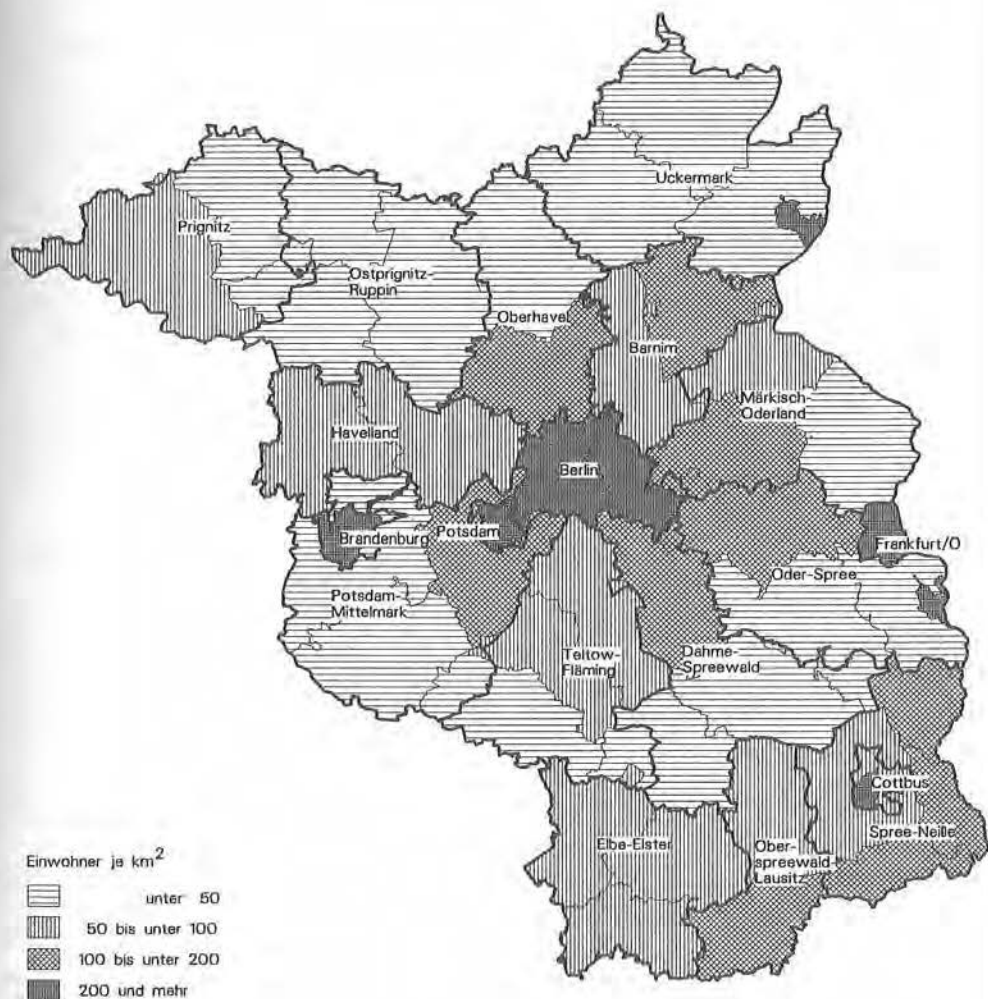 Uckermark
Prignitz
Ostprignitz-
Ruppin
Oberhavel
Barnim
Märkisch-
Oderland
Havelland
Berlin
Brandenburg
Potsdam
Frankfurt/O
Oder-Spree
Potsdam-
Mittelmark
Teltow-
Fläming
Dahme-
Spreewald
Cottbus
Spree-Neiße
Elbe-Elster
Ober-
spreewald-
Lausitz
Einwohner je km²
unter 50
50 bis unter 100
100 bis unter 200
200 und mehr